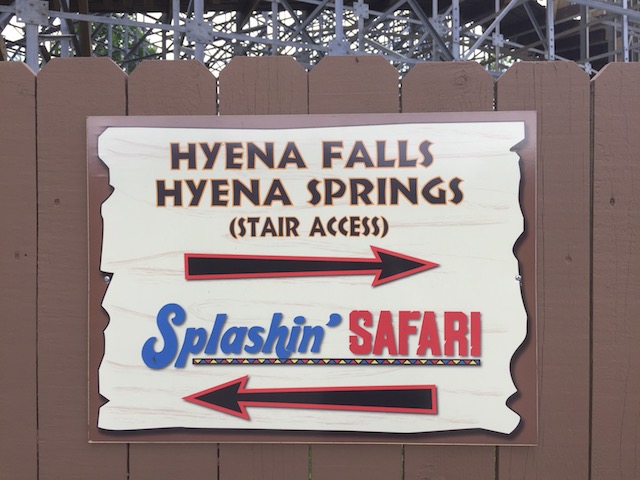 HYENA FALLS
HYENA SPRINGS
(STAIR ACCESS)
Splashin' SAFARI